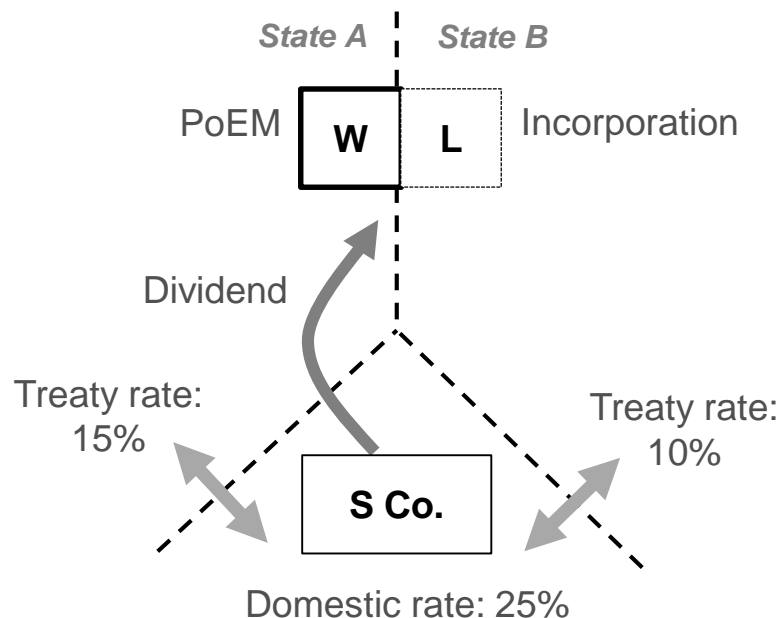 State A
State B
PoEM
W
L
Incorporation
Dividend
Treaty rate:
15%
Treaty rate:
10%
S Co.
Domestic rate: 25%